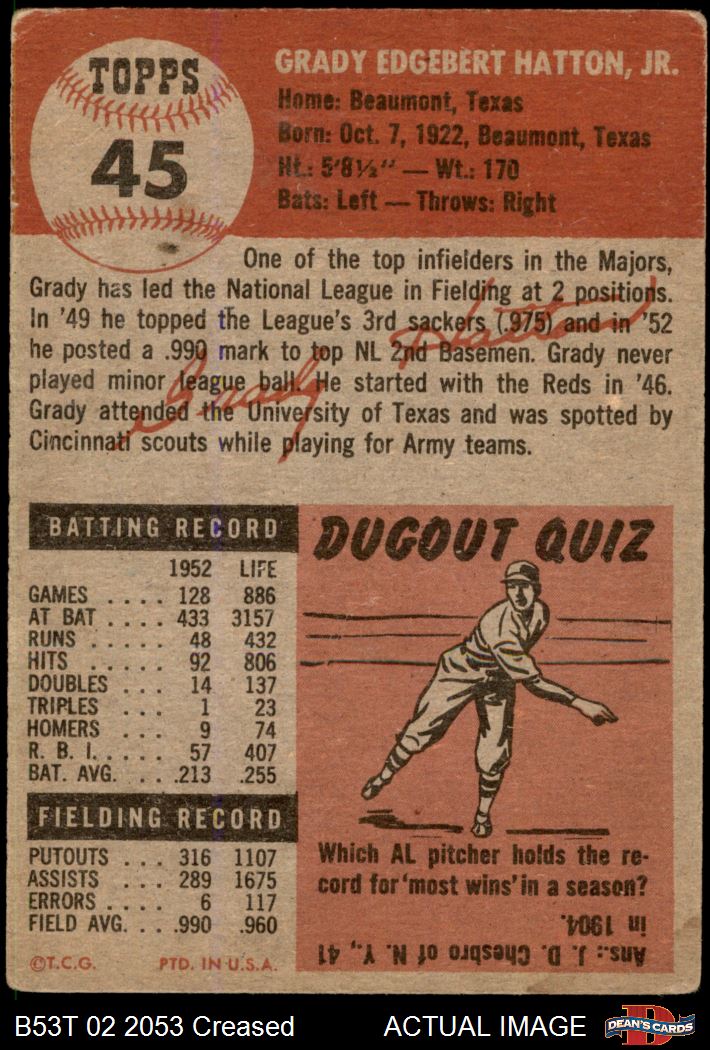 TOPPS
45
GRADY EDGEBERT HATTON, JR.
Home: Beaumont, Texas
Born: Oct. 7, 1922, Beaumont, Texas
Ht.: 5'8½" — Wt.: 170
Bats: Left — Throws: Right
One of the top infielders in the Majors,
Grady has led the National League in Fielding at 2 positions.
In '49 he topped the League's 3rd sackers (.975) and in '52
he posted a .990 mark to top NL 2nd Basemen. Grady never
played minor league ball. He started with the Reds in '46.
Grady attended the University of Texas and was spotted by
Cincinnati scouts while playing for Army teams.
Grady Hatton
BATTING RECORD
1952 LIFE
GAMES .... 128 886
AT BAT .... 433 3157
RUNS ..... 48 432
HITS ..... 92 806
DOUBLES ... 14 137
TRIPLES ... 1 23
HOMERS ... 9 74
R. B. I. .... 57 407
BAT. AVG. ... .213 .255
FIELDING RECORD
PUTOUTS ... 316 1107
ASSISTS .... 289 1675
ERRORS .... 6 117
FIELD AVG. ... .990 .960
©T.C.G. PTD. IN U.S.A.
DUGOUT QUIZ
Which AL pitcher holds the re-
cord for 'most wins' in a season?
Ans.: J. D. Chesbro of N. Y., 41
in 1904.
B53T 02 2053 Creased ACTUAL IMAGE
DEAN'S CARDS